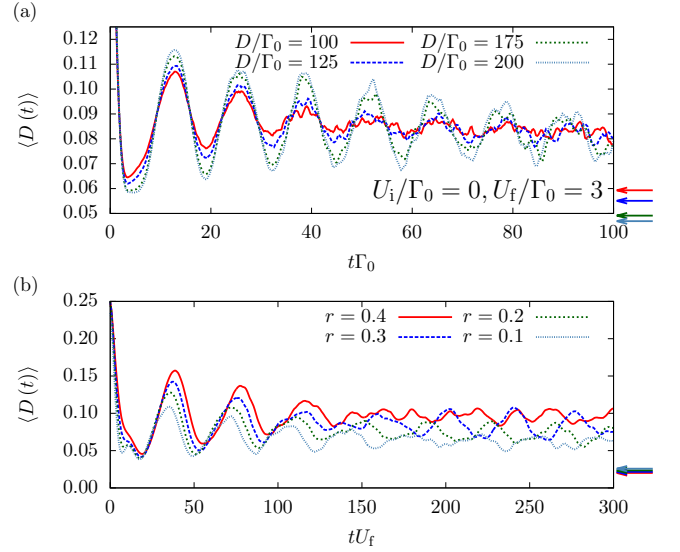 (a)
0.12
0.11
0.10
0.09
0.08
0.07
0.06
0.05
⟨D (t)⟩
D/Γ₀ = 100
D/Γ₀ = 175
D/Γ₀ = 125
D/Γ₀ = 200
Uᵢ/Γ₀ = 0, U_f/Γ₀ = 3
0 20 40 60 80 100
tΓ₀
(b)
0.25
0.20
0.15
0.10
0.05
0.00
⟨D (t)⟩
r = 0.4
r = 0.2
r = 0.3
r = 0.1
0 50 100 150 200 250 300
tU_f